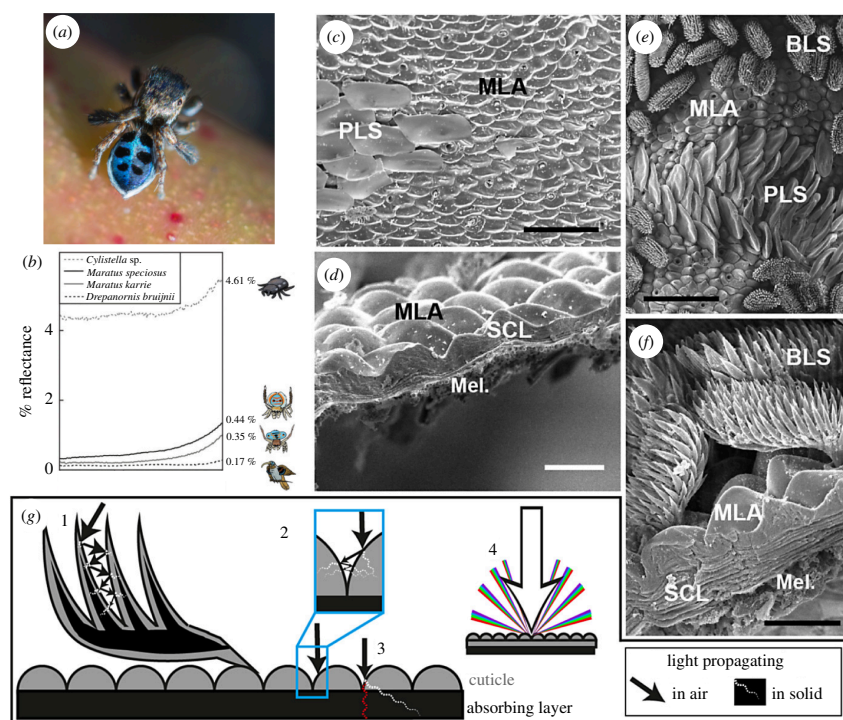 (a)
(b)
Cylistella sp.
Maratus speciosus
Maratus karrie
Drepanornis bruijnii
% reflectance
4
2
0
4.61 %
0.44 %
0.35 %
0.17 %
(c)
MLA
PLS
(d)
MLA
SCL
Mel.
(e)
BLS
MLA
PLS
(f)
BLS
MLA
SCL
Mel.
(g)
1
2
3
4
cuticle
absorbing layer
light propagating
in air
in solid